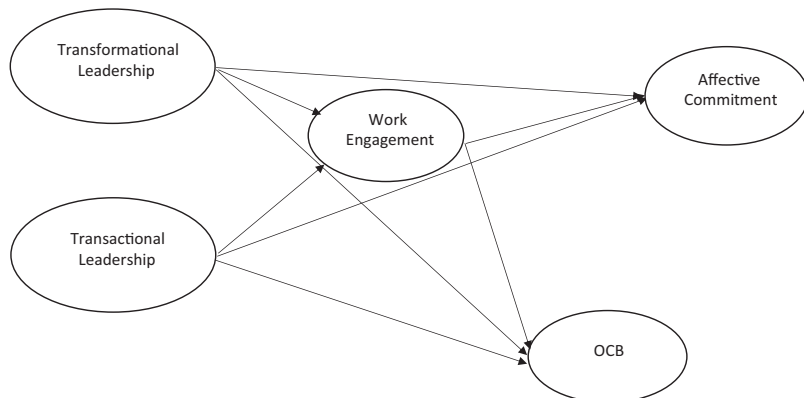 Transformational
Leadership
Affective
Commitment
Work
Engagement
Transactional
Leadership
OCB